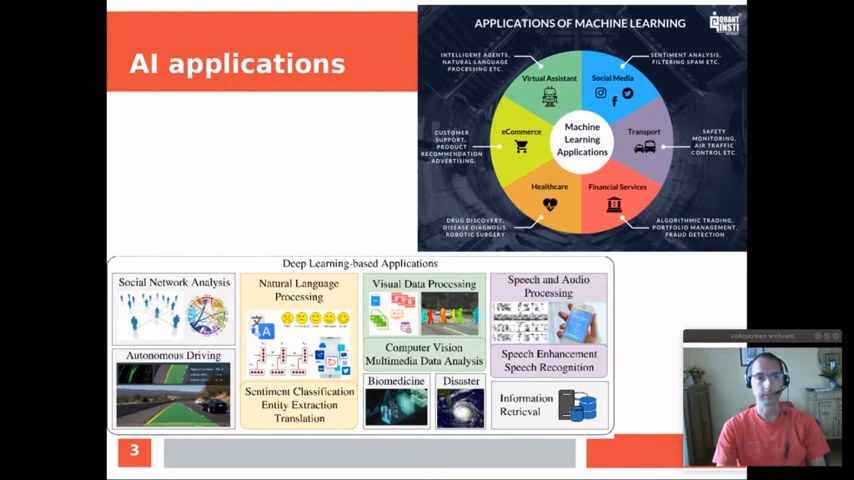 AI applications
APPLICATIONS OF MACHINE LEARNING
QUANT
INSTI
INTELLIGENT AGENTS,
NATURAL LANGUAGE
PROCESSING ETC.
SENTIMENT ANALYSIS,
FILTERING SPAM ETC.
Virtual Assistant
Social Media
CUSTOMER
SUPPORT,
PRODUCT
RECOMMENDATION
, ADVERTISING.
eCommerce
Machine
Learning
Applications
Transport
SAFETY
MONITORING,
AIR TRAFFIC
CONTROL ETC.
Healthcare
Financial Services
DRUG DISCOVERY,
DISEASE DIAGNOSIS,
ROBOTIC SURGERY
ALGORITHMIC TRADING,
PORTFOLIO MANAGEMENT,
FRAUD DETECTION
Deep Learning-based Applications
Social Network Analysis
Autonomous Driving
Natural Language
Processing
Sentiment Classification
Entity Extraction
Translation
Visual Data Processing
Computer Vision
Multimedia Data Analysis
Biomedicine
Disaster
Speech and Audio
Processing
Speech Enhancement
Speech Recognition
Information
Retrieval
3
vokoscreen webcam